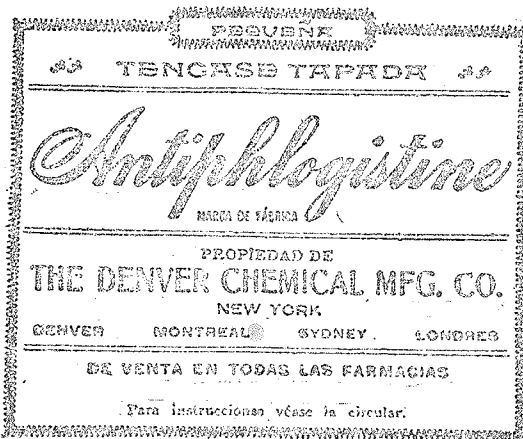 PEQUEÑA
TENGASE TAPADA
Antiphlogistine
MARCA DE FÁBRICA
PROPIEDAD DE
THE DENVER CHEMICAL MFG. CO.
NEW YORK
DENVER MONTREAL SYDNEY LONDRES
DE VENTA EN TODAS LAS FARMACIAS
Para instrucciones véase la circular.